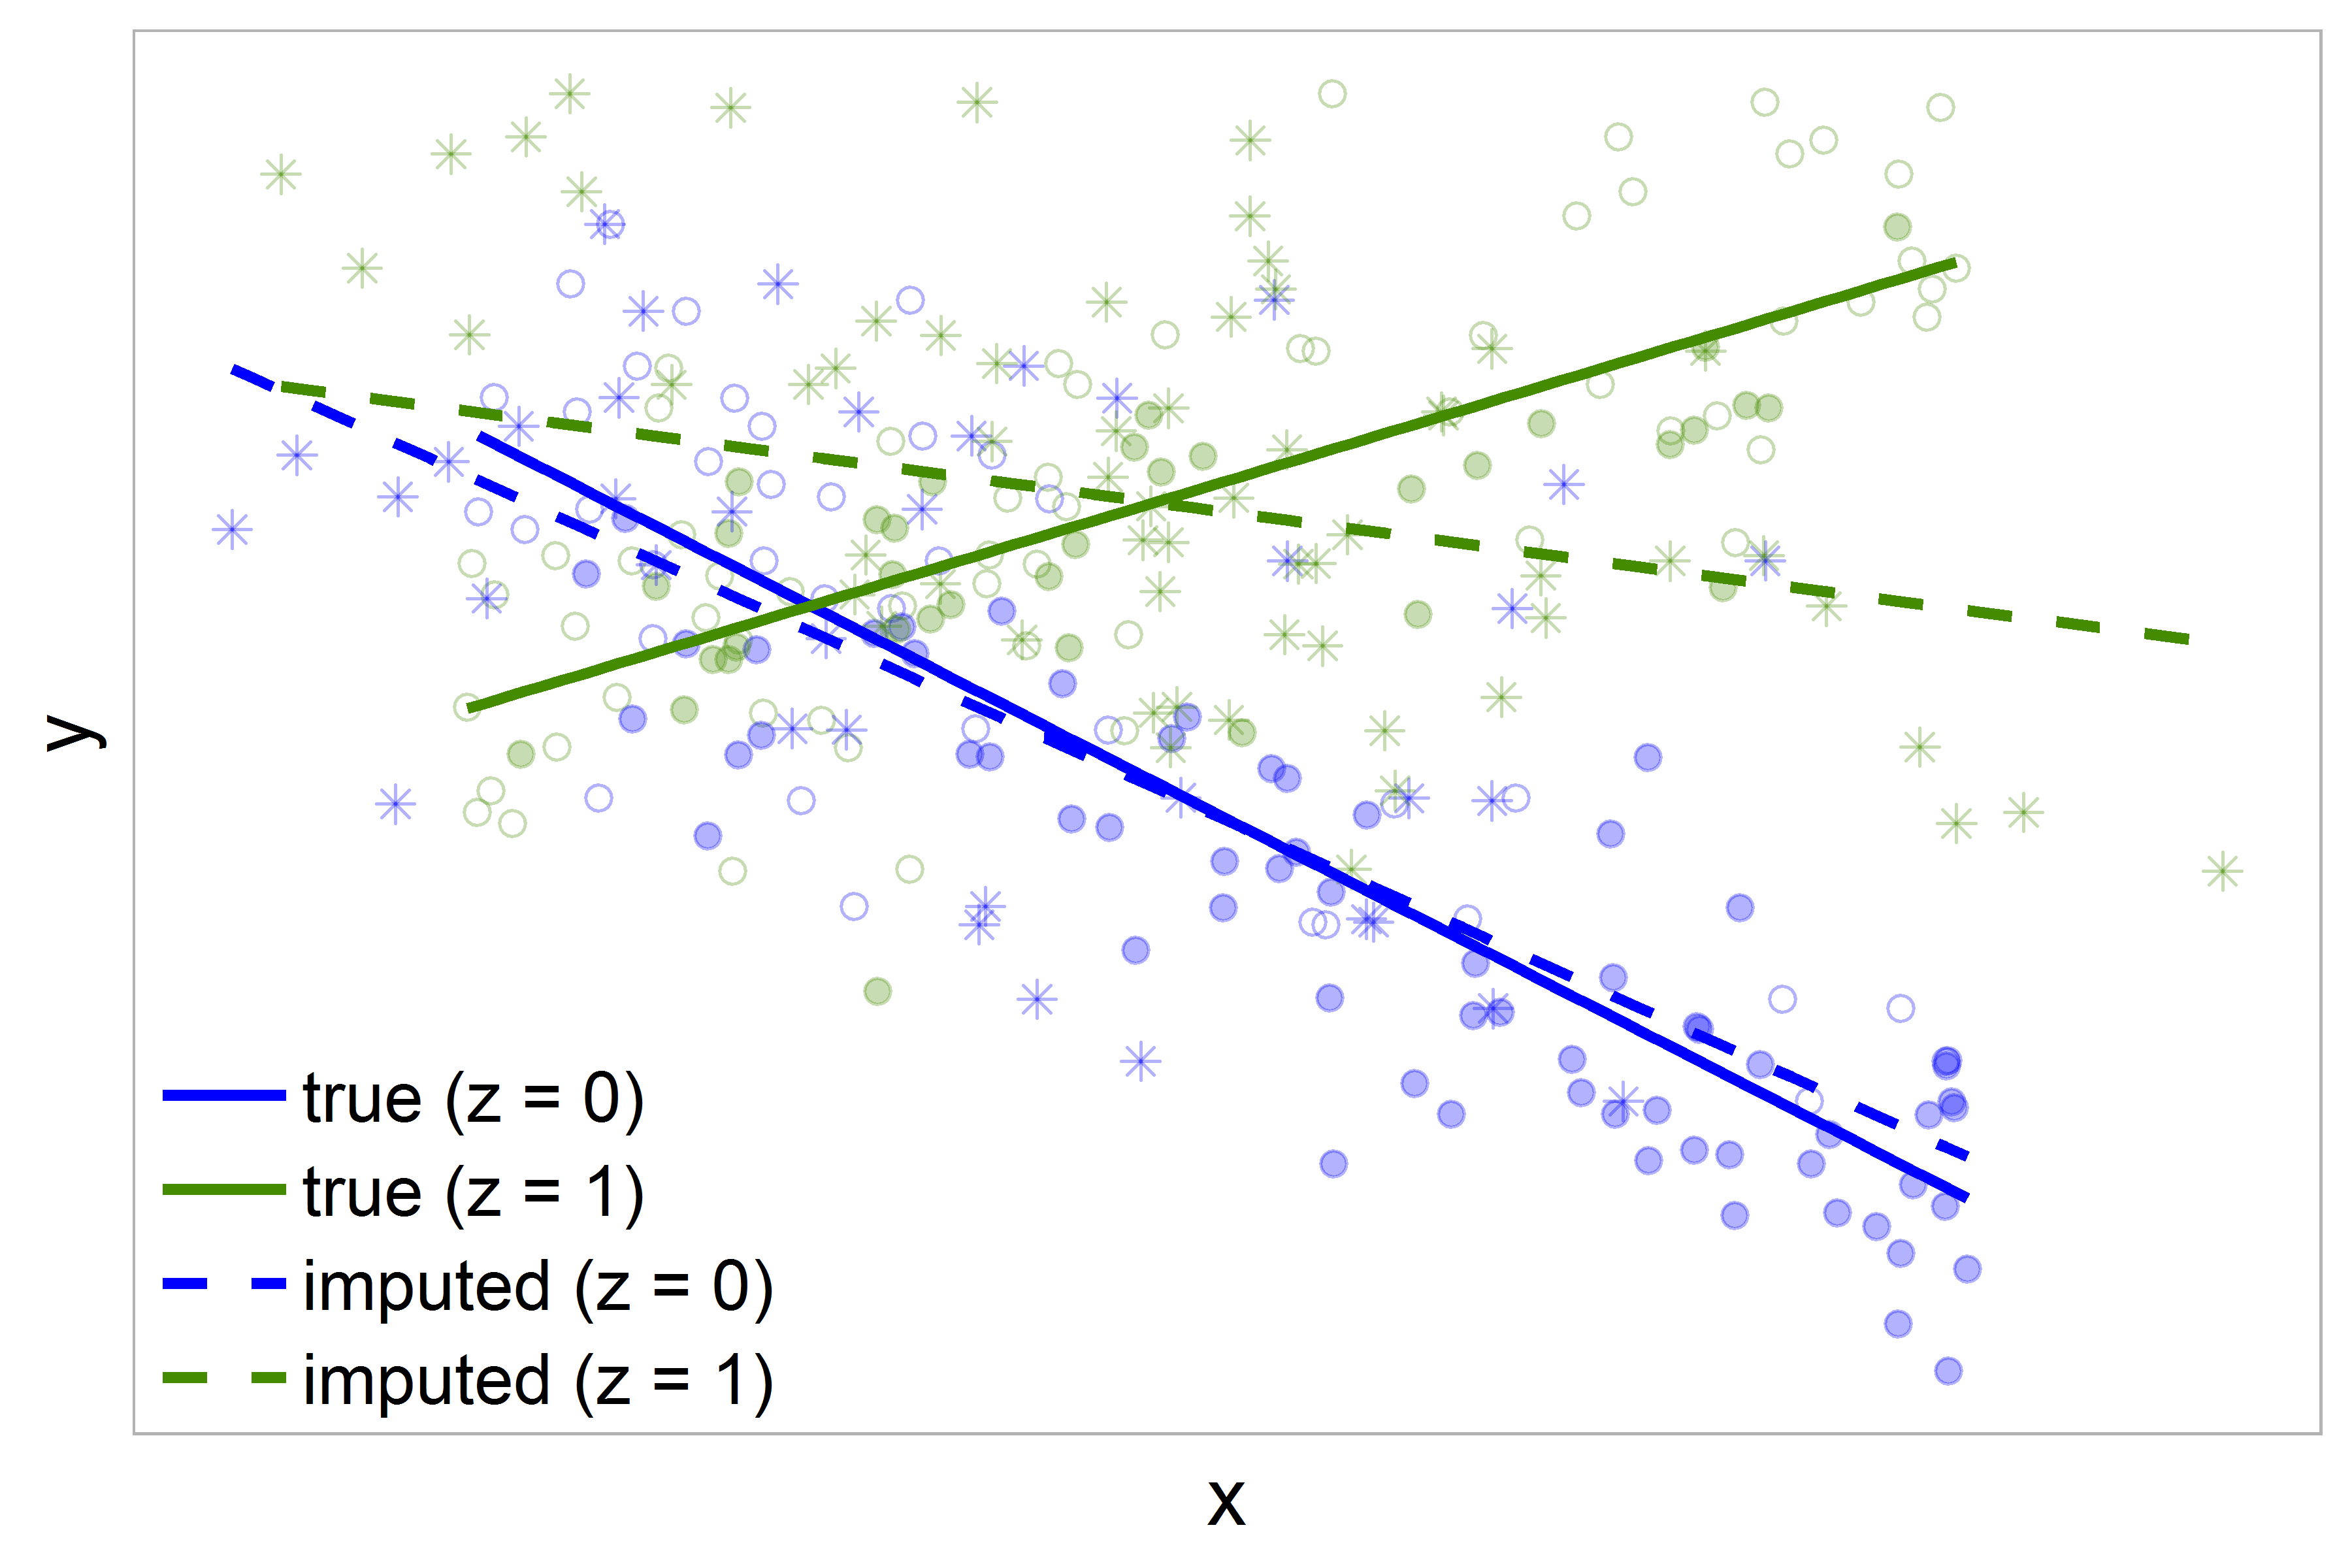 y
true (z = 0)
true (z = 1)
imputed (z = 0)
imputed (z = 1)
x